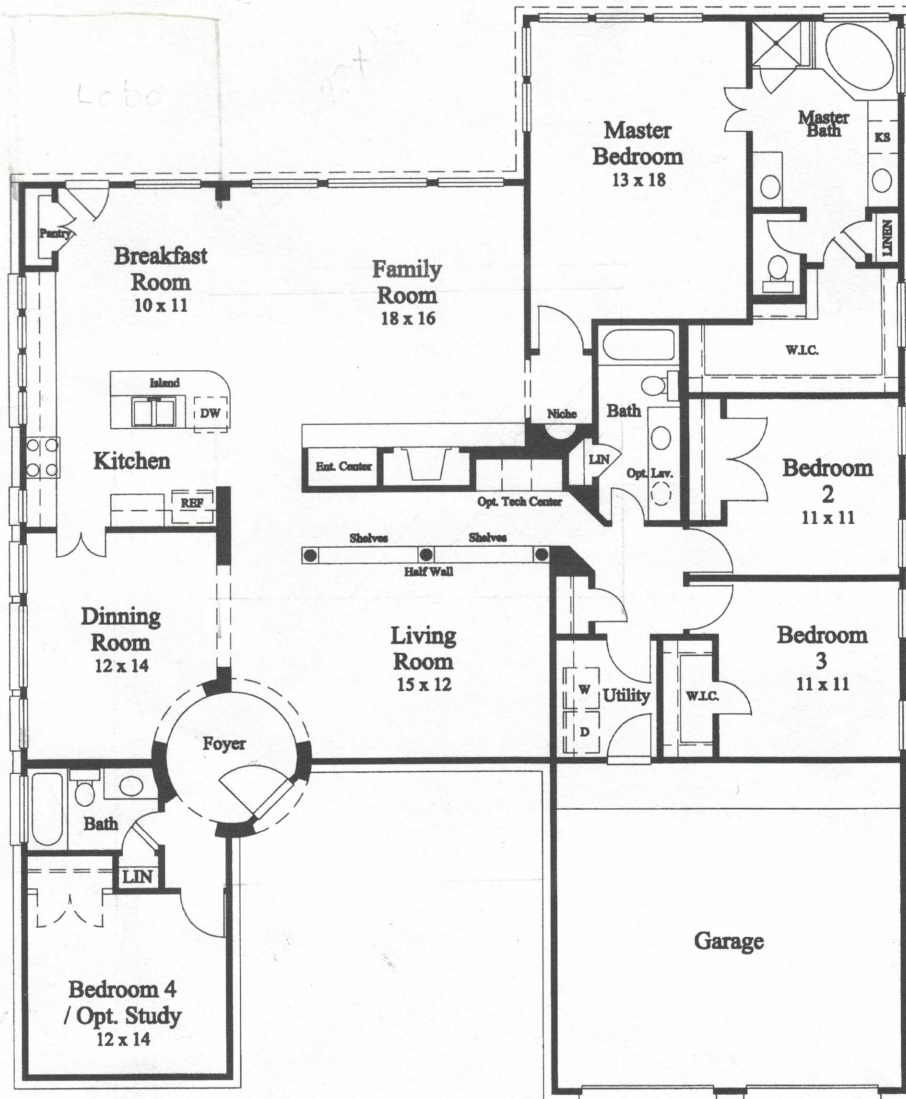 Lobo
Master
Bedroom
13 x 18
Master
Bath
KS
LINEN
Pantry
Breakfast
Room
10 x 11
Family
Room
18 x 16
W.I.C.
Island
DW
Niche
Bath
Kitchen
Ent. Center
LIN
Opt. Lav.
Bedroom
2
11 x 11
REF
Opt. Tech Center
Shelves
Shelves
Half Wall
Dinning
Room
12 x 14
Living
Room
15 x 12
Bedroom
3
11 x 11
W
D
Utility
W.I.C.
Foyer
Bath
LIN
Garage
Bedroom 4
/ Opt. Study
12 x 14